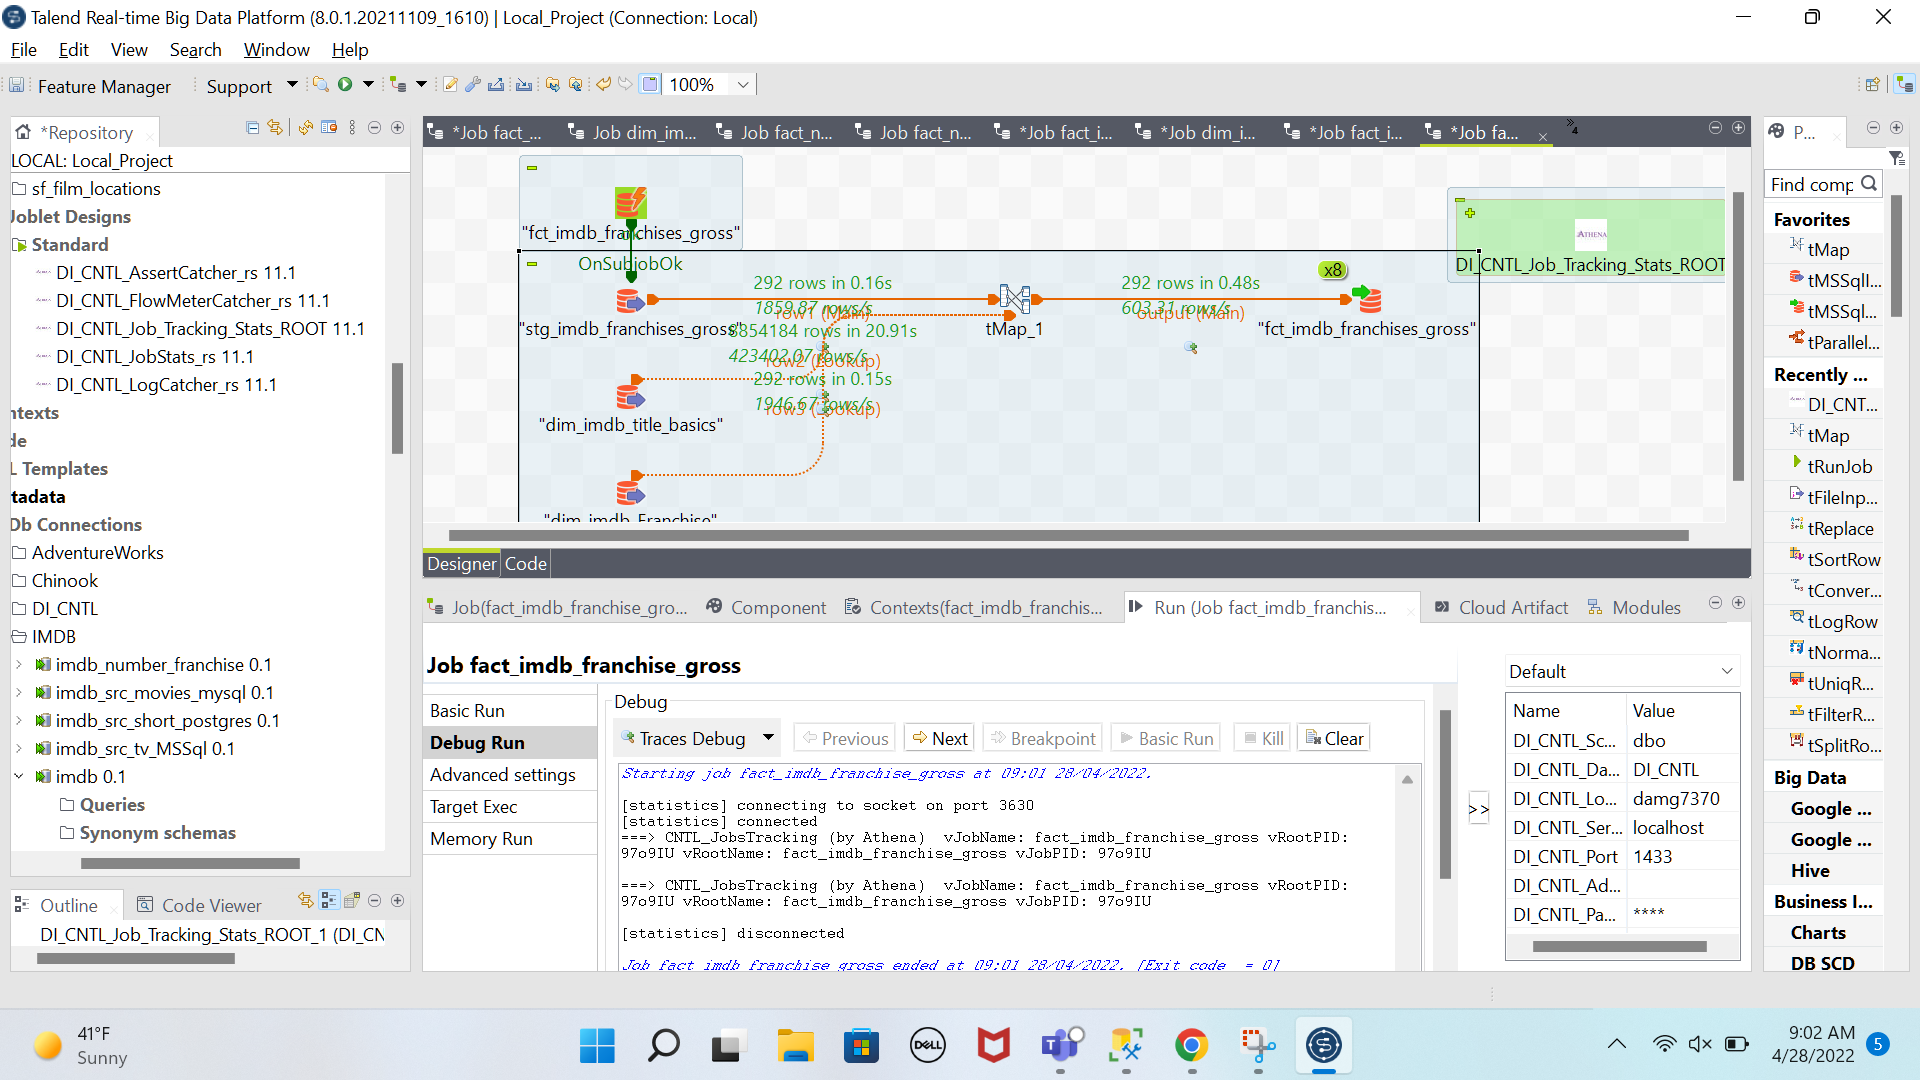 Talend Real-time Big Data Platform (8.0.1.20211109_1610) | Local_Project (Connection: Local)
File Edit View Search Window Help
Feature Manager Support 100%
*Repository
LOCAL: Local_Project
sf_film_locations
Joblet Designs
Standard
DI_CNTL_AssertCatcher_rs 11.1
DI_CNTL_FlowMeterCatcher_rs 11.1
DI_CNTL_Job_Tracking_Stats_ROOT 11.1
DI_CNTL_JobStats_rs 11.1
DI_CNTL_LogCatcher_rs 11.1
ntexts
de
L Templates
tadata
Db Connections
AdventureWorks
Chinook
DI_CNTL
IMDB
imdb_number_franchise 0.1
imdb_src_movies_mysql 0.1
imdb_src_short_postgres 0.1
imdb_src_tv_MSSql 0.1
imdb 0.1
Queries
Synonym schemas
Outline Code Viewer
DI_CNTL_Job_Tracking_Stats_ROOT_1 (DI_CN
*Job fact_... Job dim_im... Job fact_n... Job fact_n... *Job fact_i... *Job dim_i... *Job fact_i... *Job fa... 4
"fct_imdb_franchises_gross"
OnSubjobOk
292 rows in 0.16s
1859.87 rows/s
row1 (Main)
"stg_imdb_franchises_gross"
8854184 rows in 20.91s
423402.07 rows/s
row2 (Lookup)
292 rows in 0.15s
1946.67 rows/s
row3 (Lookup)
"dim_imdb_title_basics"
"dim_imdb_Franchise"
tMap_1
292 rows in 0.48s
603.31 rows/s
output (Main)
x8
"fct_imdb_franchises_gross"
ATHENA
DI_CNTL_Job_Tracking_Stats_ROOT
Designer Code
Job(fact_imdb_franchise_gro... Component Contexts(fact_imdb_franchis... Run (Job fact_imdb_franchis... Cloud Artifact Modules
Job fact_imdb_franchise_gross
Basic Run
Debug Run
Advanced settings
Target Exec
Memory Run
Debug
Traces Debug Previous Next Breakpoint Basic Run Kill Clear
Starting job fact_imdb_franchise_gross at 09:01 28/04/2022.
[statistics] connecting to socket on port 3630
[statistics] connected
===> CNTL_JobsTracking (by Athena) vJobName: fact_imdb_franchise_gross vRootPID:
97o9IU vRootName: fact_imdb_franchise_gross vJobPID: 97o9IU
===> CNTL_JobsTracking (by Athena) vJobName: fact_imdb_franchise_gross vRootPID:
97o9IU vRootName: fact_imdb_franchise_gross vJobPID: 97o9IU
[statistics] disconnected
Job fact_imdb_franchise_gross ended at 09:01 28/04/2022. [Exit code = 0]
>>
Default
Name Value
DI_CNTL_Sc... dbo
DI_CNTL_Da... DI_CNTL
DI_CNTL_Lo... damg7370
DI_CNTL_Ser... localhost
DI_CNTL_Port 1433
DI_CNTL_Ad...
DI_CNTL_Pa... ****
P...
Find comp
Favorites
tMap
tMSSqlI...
tMSSql...
tParallel...
Recently ...
DI_CNT...
tMap
tRunJob
tFileInp...
tReplace
tSortRow
tConver...
tLogRow
tNorma...
tUniqR...
tFilterR...
tSplitRo...
Big Data
Google ...
Google ...
Hive
Business I...
Charts
DB SCD
41°F
Sunny
DELL
9:02 AM
4/28/2022
5